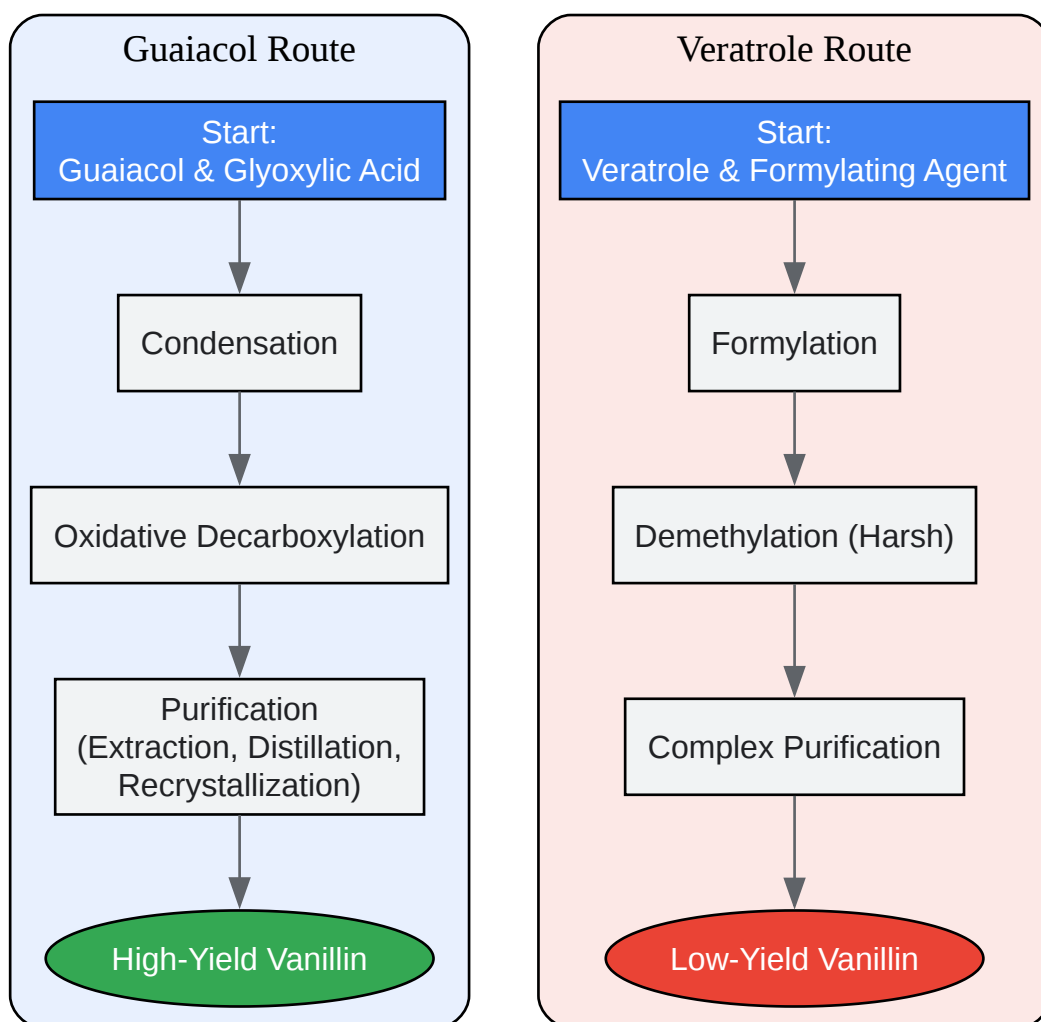 Guaiacol Route
Start:
Guaiacol & Glyoxylic Acid
Condensation
Oxidative Decarboxylation
Purification
(Extraction, Distillation,
Recrystallization)
High-Yield Vanillin
Veratrole Route
Start:
Veratrole & Formylating Agent
Formylation
Demethylation (Harsh)
Complex Purification
Low-Yield Vanillin